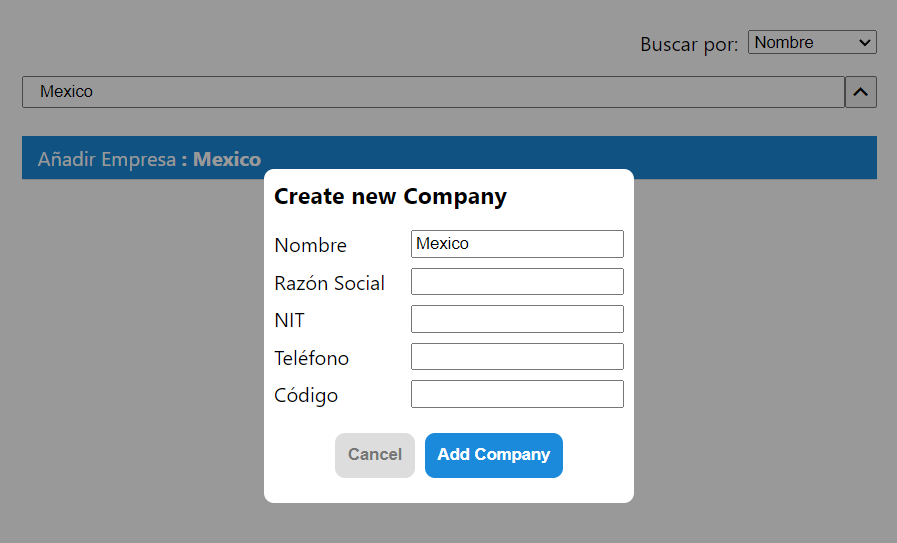 Buscar por: Nombre
Mexico
Añadir Empresa : Mexico
Create new Company
Nombre Mexico
Razón Social
NIT
Teléfono
Código
Cancel Add Company